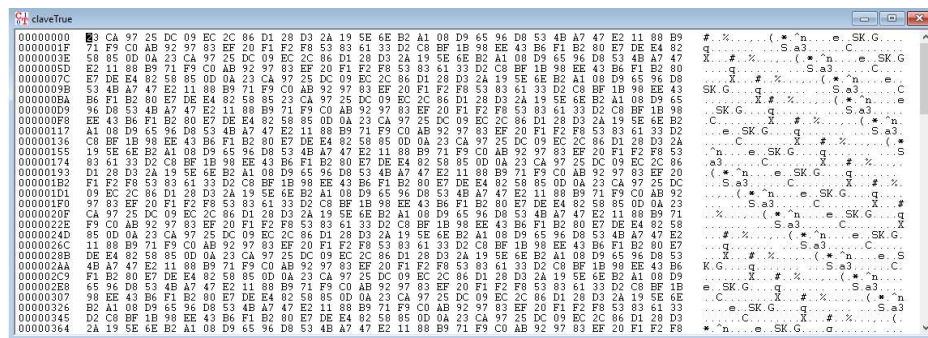 claveTrue
00000000 23 CA 97 25 DC 09 EC 2C 86 D1 28 D3 2A 19 5E 6E B2 A1 08 D9 65 96 D8 53 4B A7 47 E2 11 88 B9
0000001F 71 F9 C0 AB 92 97 83 EF 20 F1 F2 F8 53 83 61 33 D2 C8 BF 1B 98 EE 43 B6 F1 B2 80 E7 DE E4 82
0000003E 58 85 0D 0A 23 CA 97 25 DC 09 EC 2C 86 D1 28 D3 2A 19 5E 6E B2 A1 08 D9 65 96 D8 53 4B A7 47
0000005D E2 11 88 B9 71 F9 C0 AB 92 97 83 EF 20 F1 F2 F8 53 83 61 33 D2 C8 BF 1B 98 EE 43 B6 F1 B2 80
0000007C E7 DE E4 82 58 85 0D 0A 23 CA 97 25 DC 09 EC 2C 86 D1 28 D3 2A 19 5E 6E B2 A1 08 D9 65 96 D8
0000009B 53 4B A7 47 E2 11 88 B9 71 F9 C0 AB 92 97 83 EF 20 F1 F2 F8 53 83 61 33 D2 C8 BF 1B 98 EE 43
000000BA B6 F1 B2 80 E7 DE E4 82 58 85 23 CA 97 25 DC 09 EC 2C 86 D1 28 D3 2A 19 5E 6E B2 A1 08 D9 65
000000D9 96 D8 53 4B A7 47 E2 11 88 B9 71 F9 C0 AB 92 97 83 EF 20 F1 F2 F8 53 83 61 33 D2 C8 BF 1B 98
000000F8 EE 43 B6 F1 B2 80 E7 DE E4 82 58 85 0D 0A 23 CA 97 25 DC 09 EC 2C 86 D1 28 D3 2A 19 5E 6E B2
00000117 A1 08 D9 65 96 D8 53 4B A7 47 E2 11 88 B9 71 F9 C0 AB 92 97 83 EF 20 F1 F2 F8 53 83 61 33 D2
00000136 C8 BF 1B 98 EE 43 B6 F1 B2 80 E7 DE E4 82 58 85 0D 0A 23 CA 97 25 DC 09 EC 2C 86 D1 28 D3 2A
00000155 19 5E 6E B2 A1 08 D9 65 96 D8 53 4B A7 47 E2 11 88 B9 71 F9 C0 AB 92 97 83 EF 20 F1 F2 F8 53
00000174 83 61 33 D2 C8 BF 1B 98 EE 43 B6 F1 B2 80 E7 DE E4 82 58 85 0D 0A 23 CA 97 25 DC 09 EC 2C 86
00000193 D1 28 D3 2A 19 5E 6E B2 A1 08 D9 65 96 D8 53 4B A7 47 E2 11 88 B9 71 F9 C0 AB 92 97 83 EF 20
000001B2 F1 F2 F8 53 83 61 33 D2 C8 BF 1B 98 EE 43 B6 F1 B2 80 E7 DE E4 82 58 85 0D 0A 23 CA 97 25 DC
000001D1 09 EC 2C 86 D1 28 D3 2A 19 5E 6E B2 A1 08 D9 65 96 D8 53 4B A7 47 E2 11 88 B9 71 F9 C0 AB 92
000001F0 97 83 EF 20 F1 F2 F8 53 83 61 33 D2 C8 BF 1B 98 EE 43 B6 F1 B2 80 E7 DE E4 82 58 85 0D 0A 23
0000020F CA 97 25 DC 09 EC 2C 86 D1 28 D3 2A 19 5E 6E B2 A1 08 D9 65 96 D8 53 4B A7 47 E2 11 88 B9 71
0000022E F9 C0 AB 92 97 83 EF 20 F1 F2 F8 53 83 61 33 D2 C8 BF 1B 98 EE 43 B6 F1 B2 80 E7 DE E4 82 58
0000024D 85 0D 0A 23 CA 97 25 DC 09 EC 2C 86 D1 28 D3 2A 19 5E 6E B2 A1 08 D9 65 96 D8 53 4B A7 47 E2
0000026C 11 88 B9 71 F9 C0 AB 92 97 83 EF 20 F1 F2 F8 53 83 61 33 D2 C8 BF 1B 98 EE 43 B6 F1 B2 80 E7
0000028B DE E4 82 58 85 0D 0A 23 CA 97 25 DC 09 EC 2C 86 D1 28 D3 2A 19 5E 6E B2 A1 08 D9 65 96 D8 53
000002AA 4B A7 47 E2 11 88 B9 71 F9 C0 AB 92 97 83 EF 20 F1 F2 F8 53 83 61 33 D2 C8 BF 1B 98 EE 43 B6
000002C9 F1 B2 80 E7 DE E4 82 58 85 0D 0A 23 CA 97 25 DC 09 EC 2C 86 D1 28 D3 2A 19 5E 6E B2 A1 08 D9
000002E8 65 96 D8 53 4B A7 47 E2 11 88 B9 71 F9 C0 AB 92 97 83 EF 20 F1 F2 F8 53 83 61 33 D2 C8 BF 1B
00000307 98 EE 43 B6 F1 B2 80 E7 DE E4 82 58 85 0D 0A 23 CA 97 25 DC 09 EC 2C 86 D1 28 D3 2A 19 5E 6E
00000326 B2 A1 08 D9 65 96 D8 53 4B A7 47 E2 11 88 B9 71 F9 C0 AB 92 97 83 EF 20 F1 F2 F8 53 83 61 33
00000345 D2 C8 BF 1B 98 EE 43 B6 F1 B2 80 E7 DE E4 82 58 85 0D 0A 23 CA 97 25 DC 09 EC 2C 86 D1 28 D3
00000364 2A 19 5E 6E B2 A1 08 D9 65 96 D8 53 4B A7 47 E2 11 88 B9 71 F9 C0 AB 92 97 83 EF 20 F1 F2 F8